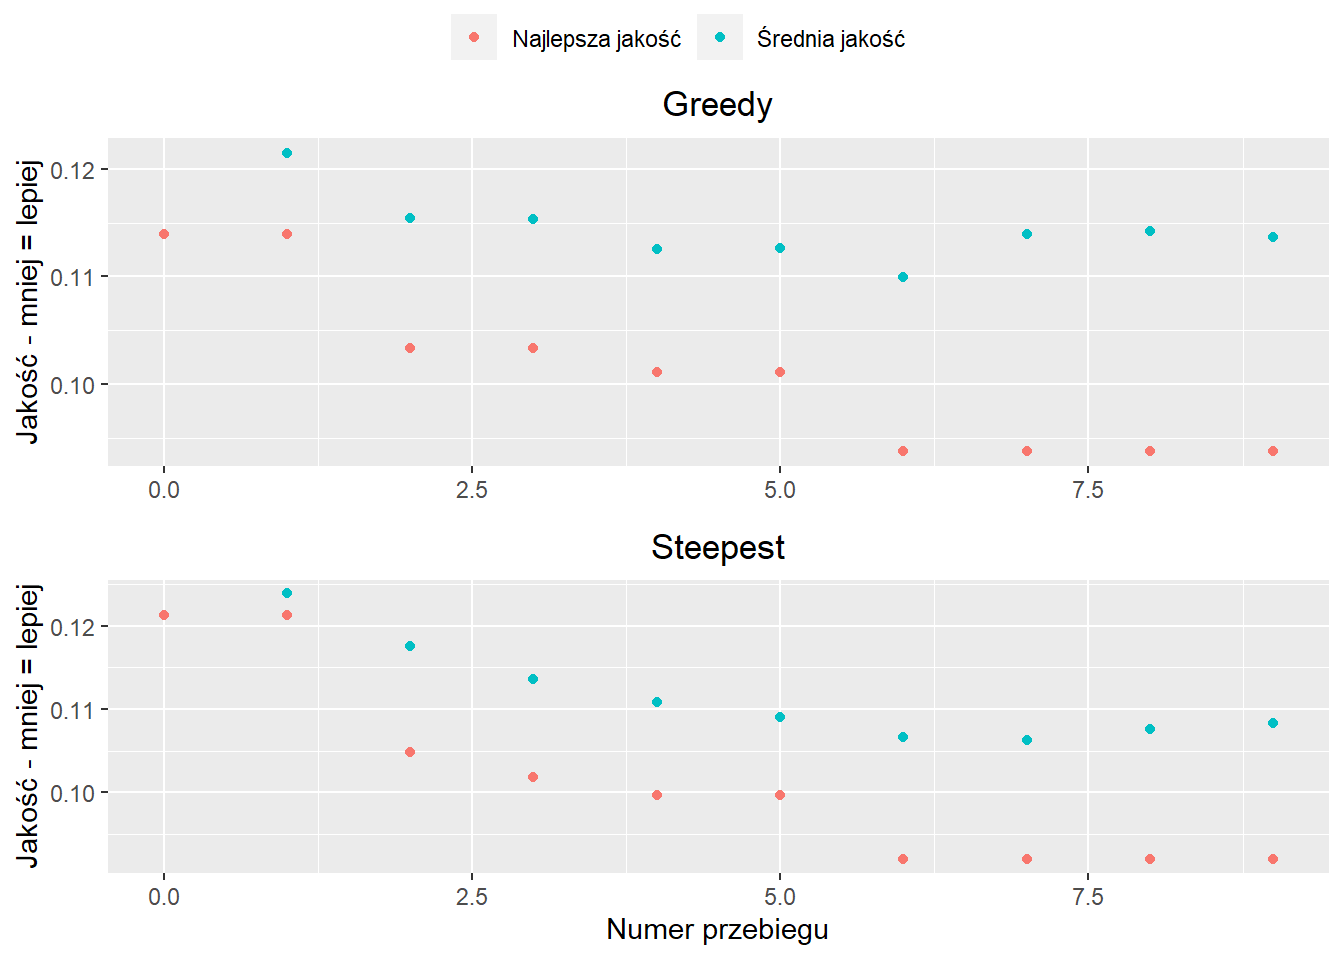 Najlepsza jakość Średnia jakość
Greedy
Jakość - mniej = lepiej
0.12
0.11
0.10
0.0 2.5 5.0 7.5
Steepest
Jakość - mniej = lepiej
0.12
0.11
0.10
0.0 2.5 5.0 7.5
Numer przebiegu